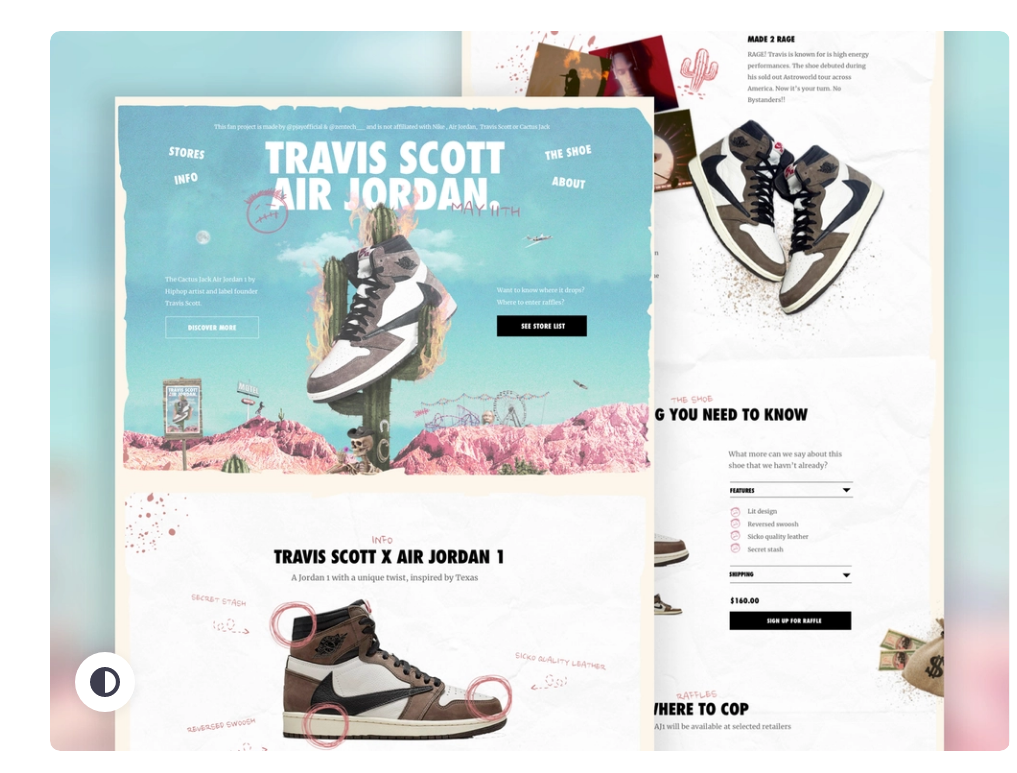 This fan project is made by
and is not affiliated with Nike , Air Jordan, Travis Scott or Cactus Jack
STORES
INFO
TRAVIS SCOTT
AIR JORDAN.
MAY 11TH
THE SHOE
ABOUT
The Cactus Jack Air Jordan 1 by
Hiphop artist and label founder
Travis Scott.
DISCOVER MORE
Want to know where it drops?
Where to enter raffles?
SEE STORE LIST
TRAVIS SCOTT
AIR JORDAN.
MOTEL
INFO
TRAVIS SCOTT X AIR JORDAN 1
A Jordan 1 with a unique twist, inspired by Texas
SECRET STASH
SICKO QUALITY LEATHER
REVERSED SWOOSH
MADE 2 RAGE
RAGE! Travis is known for is high energy
performances. The shoe debuted during
his sold out Astroworld tour across
America. Now it's your turn. No
Bystanders!!
THE SHOE
G YOU NEED TO KNOW
What more can we say about this
shoe that we havn't already?
FEATURES
Lit design
Reversed swoosh
Sicko quality leather
Secret stash
SHIPPING
$160.00
SIGN UP FOR RAFFLE
$
RAFFLES
WHERE TO COP
AJ1 will be available at selected retailers